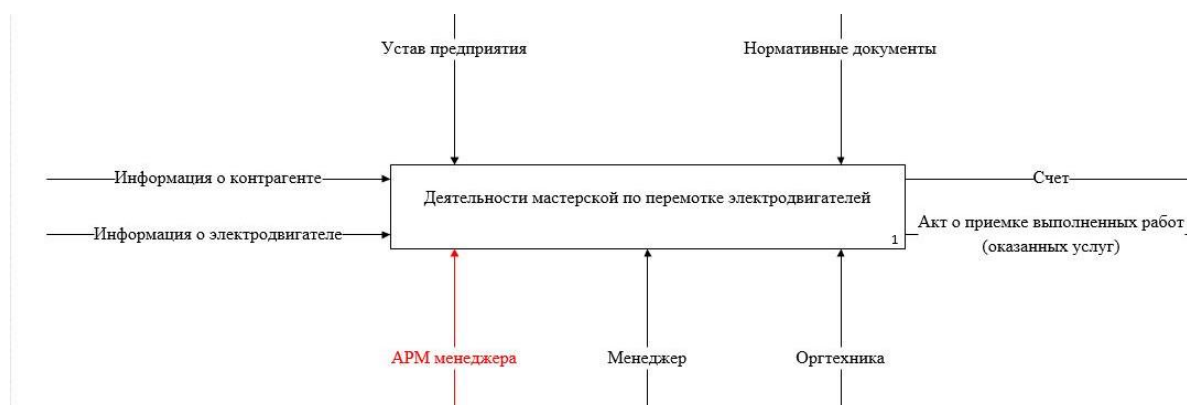 Устав предприятия
Нормативные документы
Информация о контрагенте
Деятельности мастерской по перемотке электродвигателей
Счет
Информация о электродвигателе
1
Акт о приемке выполненных работ
(оказанных услуг)
АРМ менеджера
Менеджер
Оргтехника